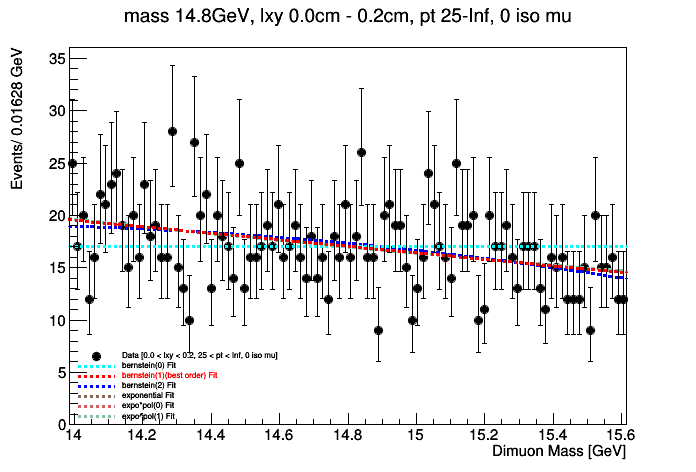 mass 14.8GeV, lxy 0.0cm - 0.2cm, pt 25-Inf, 0 iso mu
Events/ 0.01628 GeV
35
30
25
20
15
10
5
0
Data [0.0 < lxy < 0.2, 25 < pt < Inf, 0 iso mu]
bernstein(0) Fit
bernstein(1)(best order) Fit
bernstein(2) Fit
exponential Fit
expo*pol(0) Fit
expo*pol(1) Fit
14 14.2 14.4 14.6 14.8 15 15.2 15.4 15.6
Dimuon Mass [GeV]